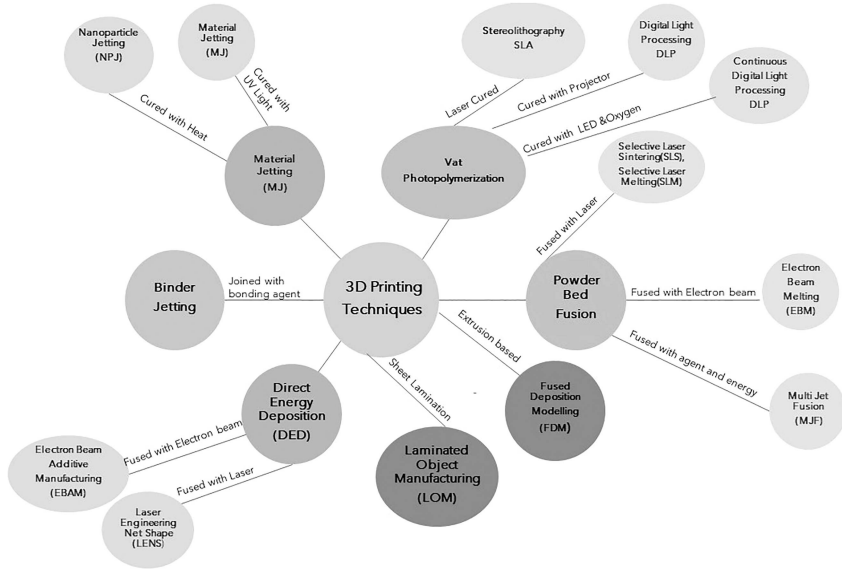 Nanoparticle
Jetting
(NPJ)
Material
Jetting
(MJ)
Stereolithography
SLA
Digital Light
Processing
DLP
Continuous
Digital Light
Processing
DLP
Cured with Heat
Cured with
UV Light
Laser Cured
Cured with Projector
Cured with LED &Oxygen
Material
Jetting
(MJ)
Vat
Photopolymerization
Selective Laser
Sintering(SLS),
Selective Laser
Melting(SLM)
Fused with Laser
Binder
Jetting
Joined with
bonding agent
3D Printing
Techniques
Powder
Bed
Fusion
Fused with Electron beam
Electron
Beam
Melting
(EBM)
Extrusion based
Fused with agent and energy
Sheet Lamination
Direct
Energy
Deposition
(DED)
Fused
Deposition
Modelling
(FDM)
Multi Jet
Fusion
(MJF)
Fused with Electron beam
Electron Beam
Additive
Manufacturing
(EBAM)
Fused with Laser
Laminated
Object
Manufacturing
(LOM)
Laser
Engineering
Net Shape
(LENS)